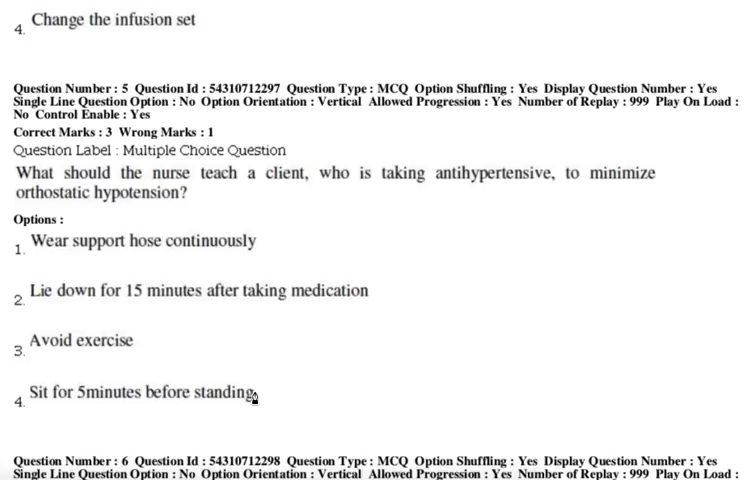 4. Change the infusion set
Question Number : 5 Question Id : 54310712297 Question Type : MCQ Option Shuffling : Yes Display Question Number : Yes
Single Line Question Option : No Option Orientation : Vertical Allowed Progression : Yes Number of Replay : 999 Play On Load :
No Control Enable : Yes
Correct Marks : 3 Wrong Marks : 1
Question Label : Multiple Choice Question
What should the nurse teach a client, who is taking antihypertensive, to minimize
orthostatic hypotension?
Options :
1. Wear support hose continuously
2. Lie down for 15 minutes after taking medication
3. Avoid exercise
4. Sit for 5minutes before standing
Question Number : 6 Question Id : 54310712298 Question Type : MCQ Option Shuffling : Yes Display Question Number : Yes
Single Line Question Option : No Option Orientation : Vertical Allowed Progression : Yes Number of Replay : 999 Play On Load :